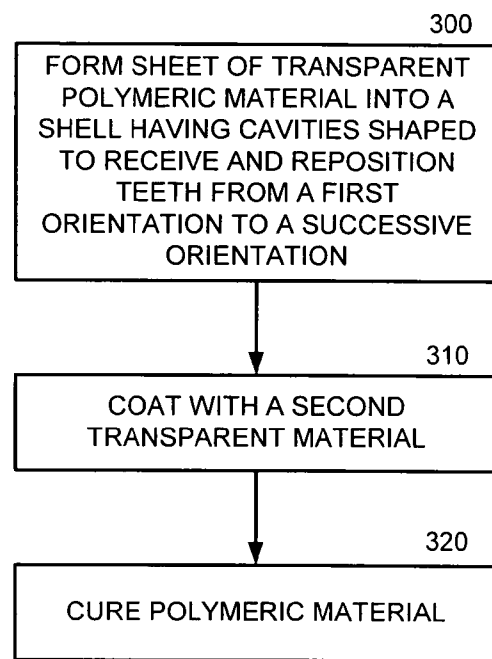 300
FORM SHEET OF TRANSPARENT
POLYMERIC MATERIAL INTO A
SHELL HAVING CAVITIES SHAPED
TO RECEIVE AND REPOSITION
TEETH FROM A FIRST
ORIENTATION TO A SUCCESSIVE
ORIENTATION
310
COAT WITH A SECOND
TRANSPARENT MATERIAL
320
CURE POLYMERIC MATERIAL